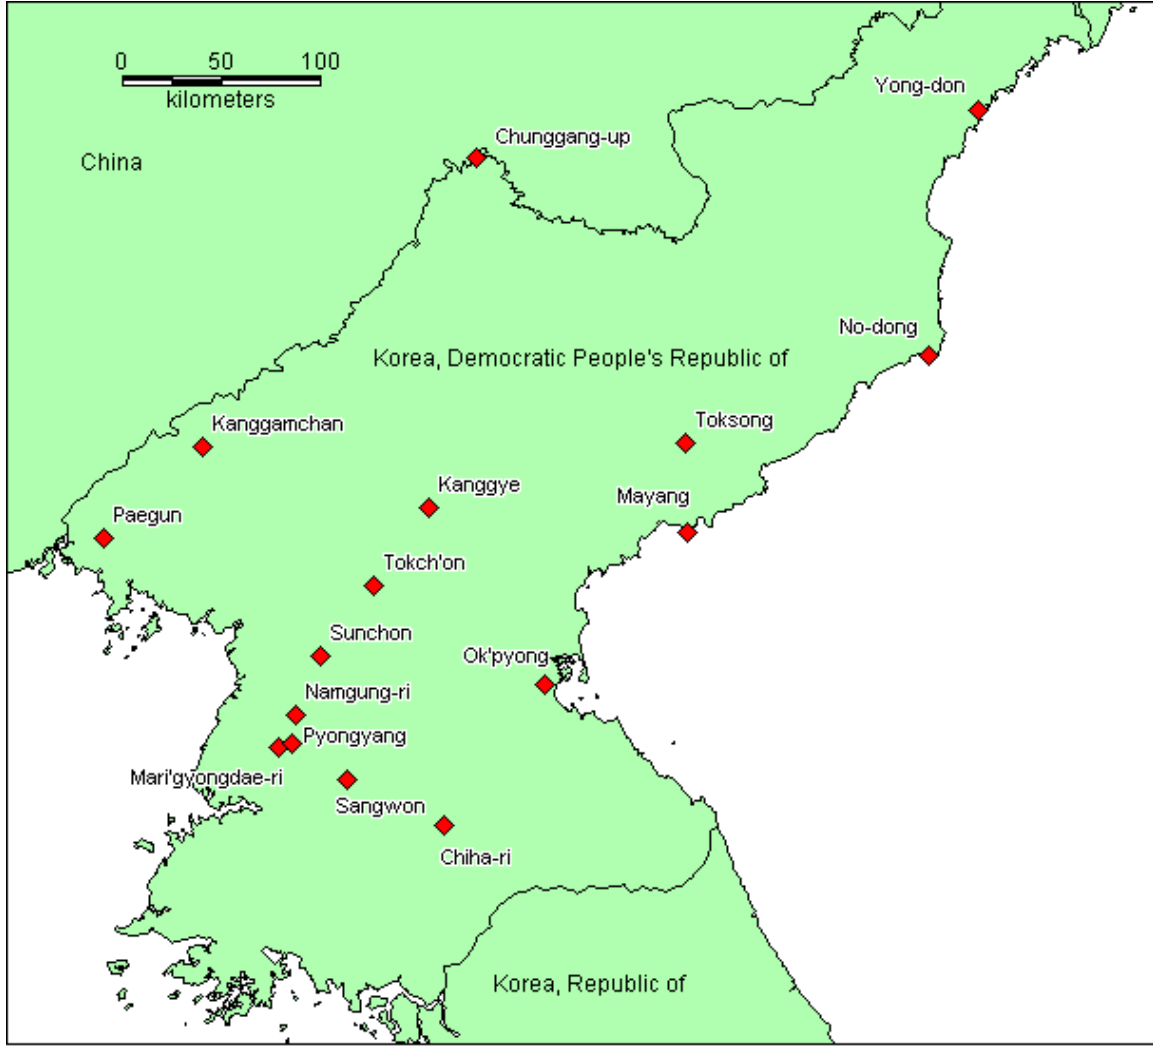 0 50 100
kilometers
Yong-don
Chunggang-up
China
No-dong
Korea, Democratic People's Republic of
Kanggamchan
Toksong
Kanggye
Mayang
Paegun
Tokch'on
Sunchon
Ok'pyong
Namgung-ri
Pyongyang
Mari'gyongdae-ri
Sangwon
Chiha-ri
Korea, Republic of